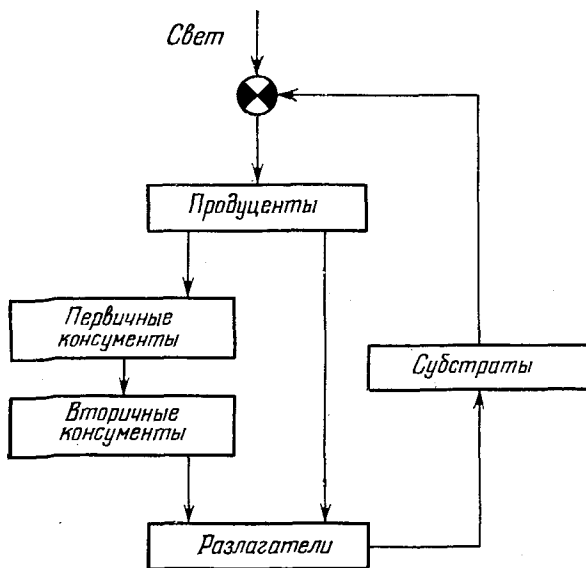 Свет
Продуценты
Первичные
консументы
Вторичные
консументы
Субстраты
Разлагатели